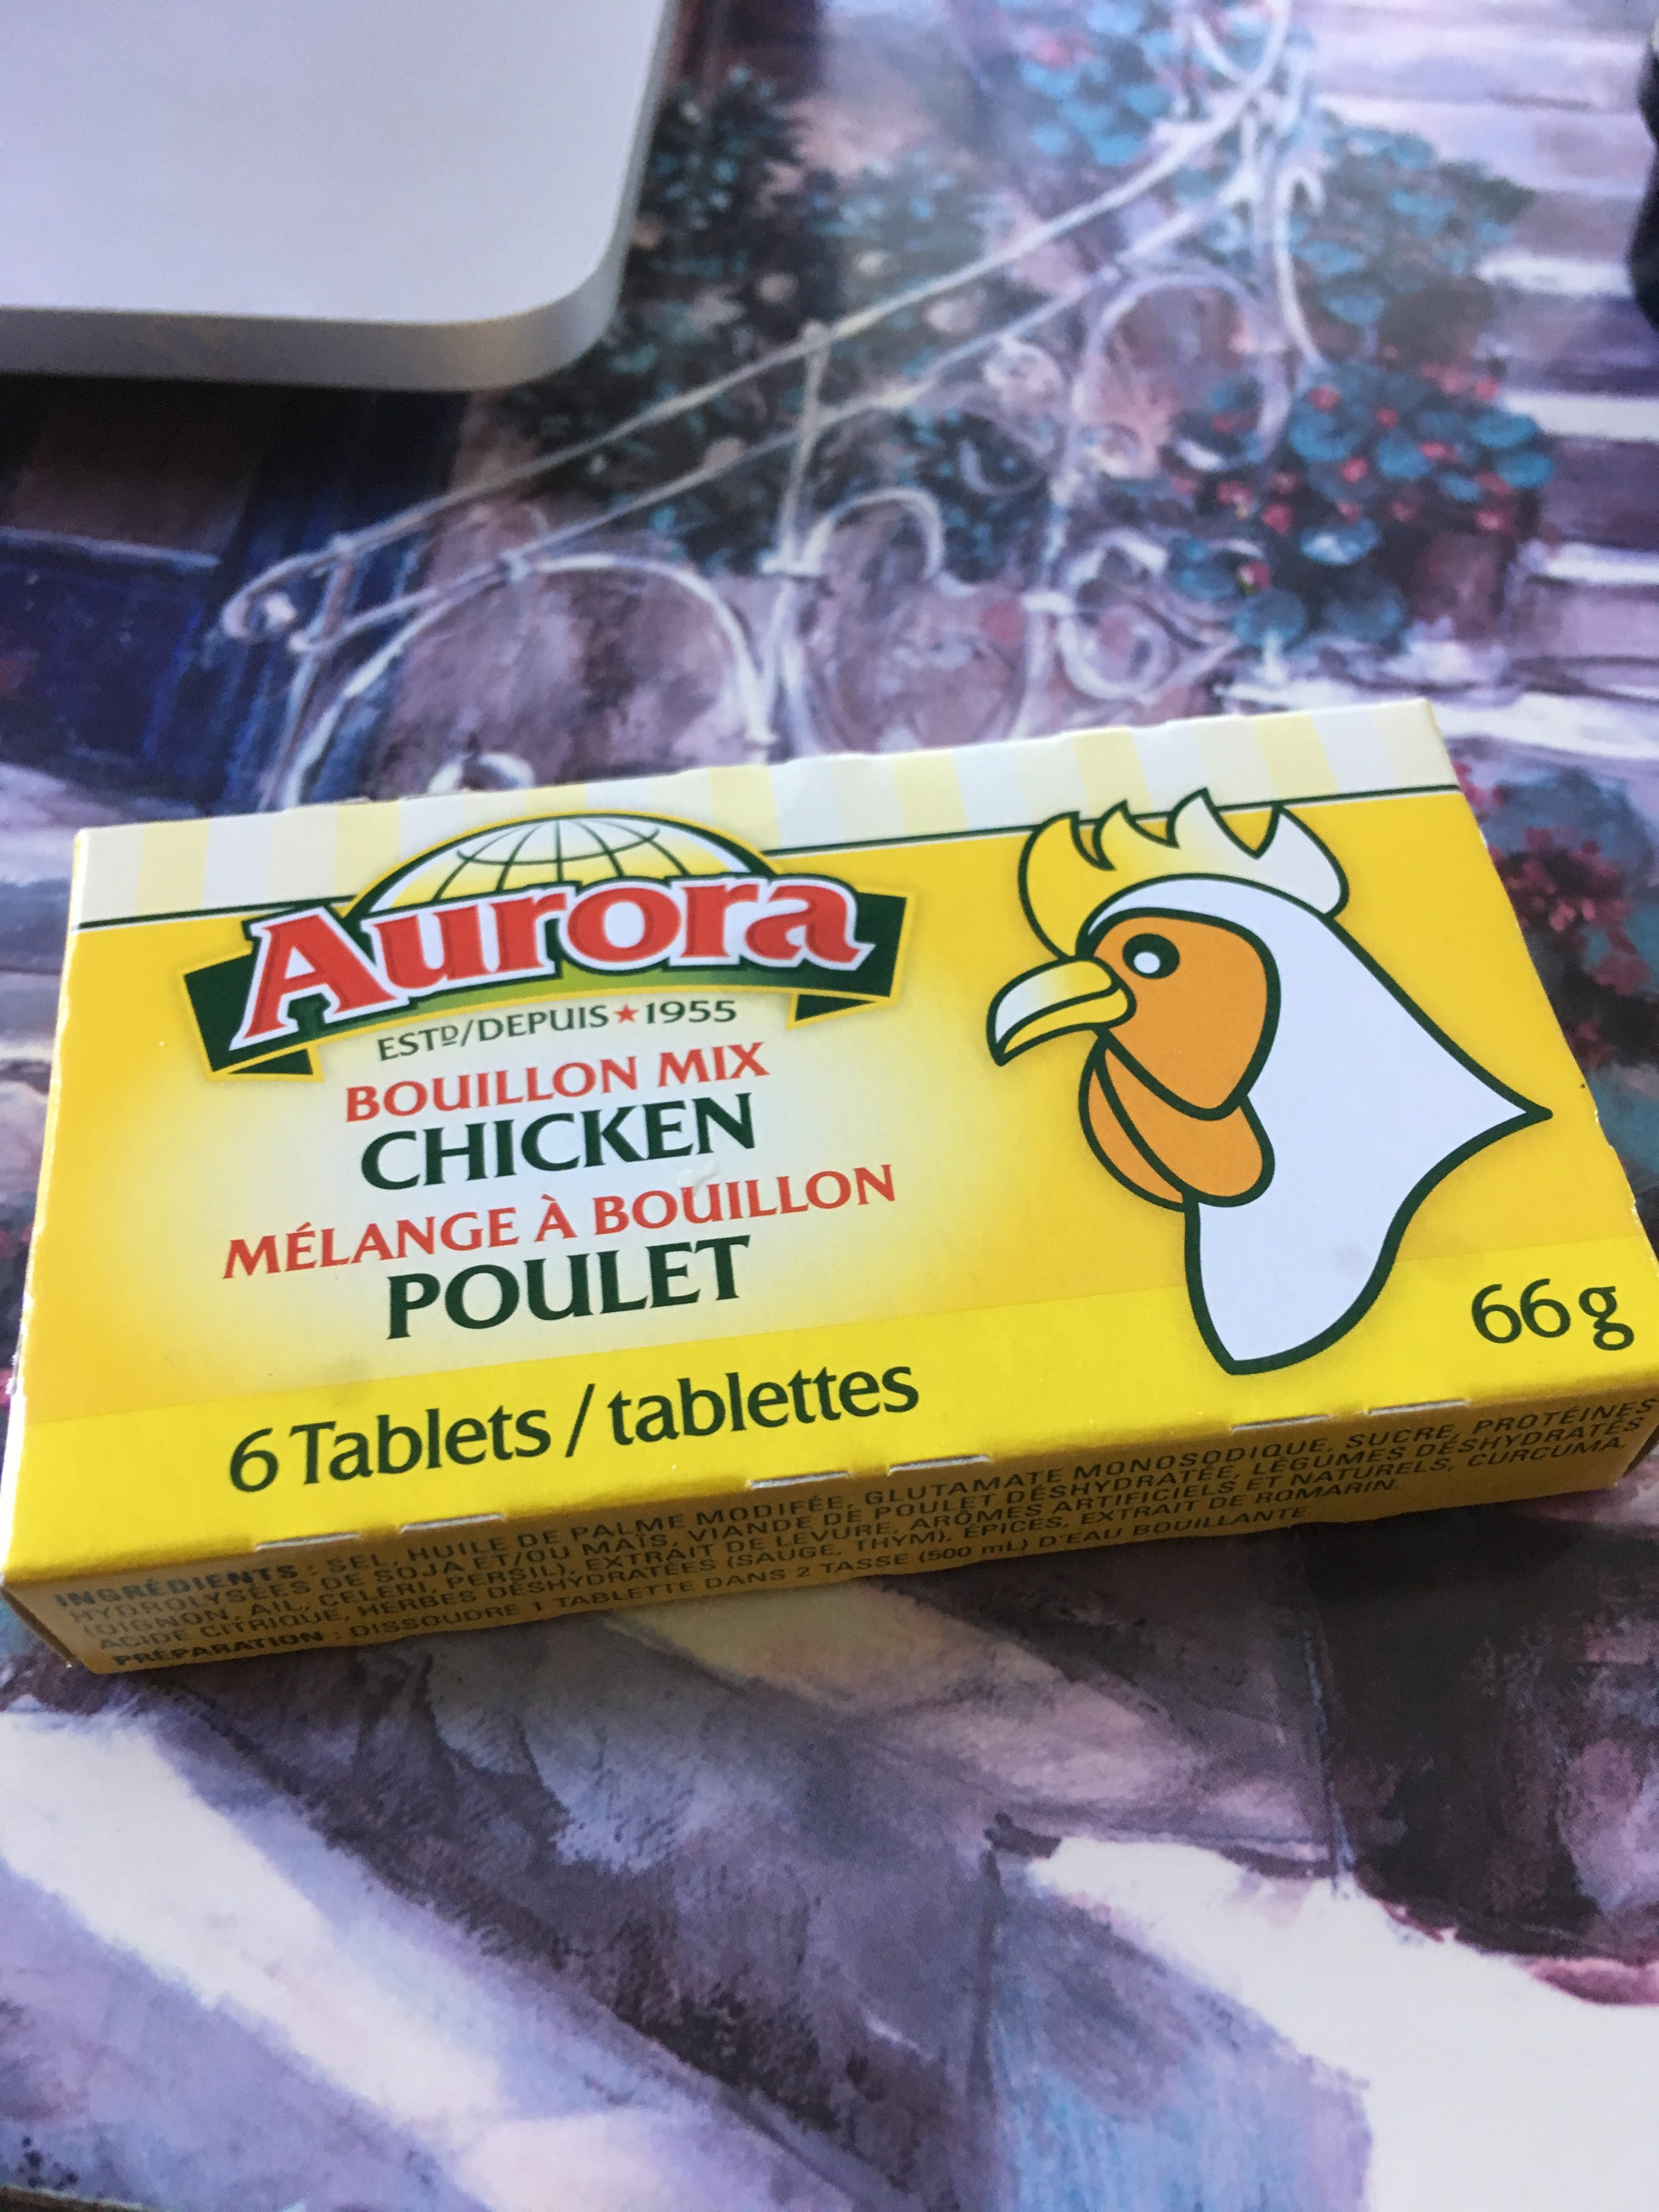 Aurora
ESTD/DEPUIS★1955
BOUILLON MIX
CHICKEN
MÉLANGE À BOUILLON
POULET
6 Tablets / tablettes
66 g
INGRÉDIENTS : SEL, HUILE DE PALME MODIFÉE, GLUTAMATE MONOSODIQUE, SUCRE, PROTÉINES
HYDROLYSÉES DE SOJA ET/OU MAÏS, VIANDE DE POULET DÉSHYDRATÉE, LÉGUMES DÉSHYDRATÉS
(OIGNON, AIL, CÉLERI, PERSIL), EXTRAIT DE LEVURE, ARÔMES ARTIFICIELS ET NATURELS, CURCUMA,
ACIDE CITRIQUE, HERBES DÉSHYDRATÉES (SAUGE, THYM), ÉPICES, EXTRAIT DE ROMARIN.
PRÉPARATION : DISSOUDRE 1 TABLETTE DANS 2 TASSE (500 mL) D'EAU BOUILLANTE.